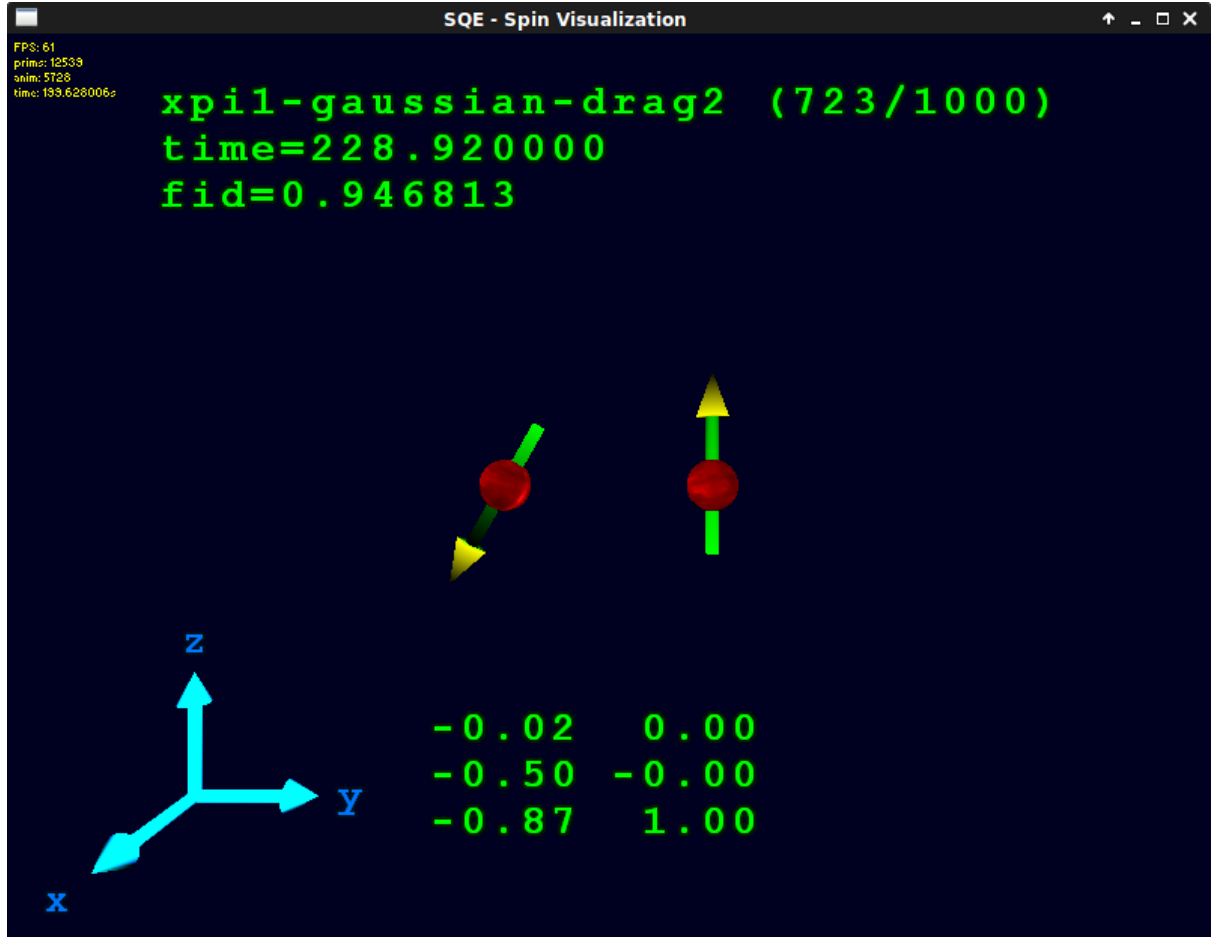 SQE - Spin Visualization
FPS: 61
prims: 12539
anim: 5728
time: 199.628006s
xpi1-gaussian-drag2 (723/1000)
time=228.920000
fid=0.946813
z
y
x
-0.02 0.00
-0.50 -0.00
-0.87 1.00